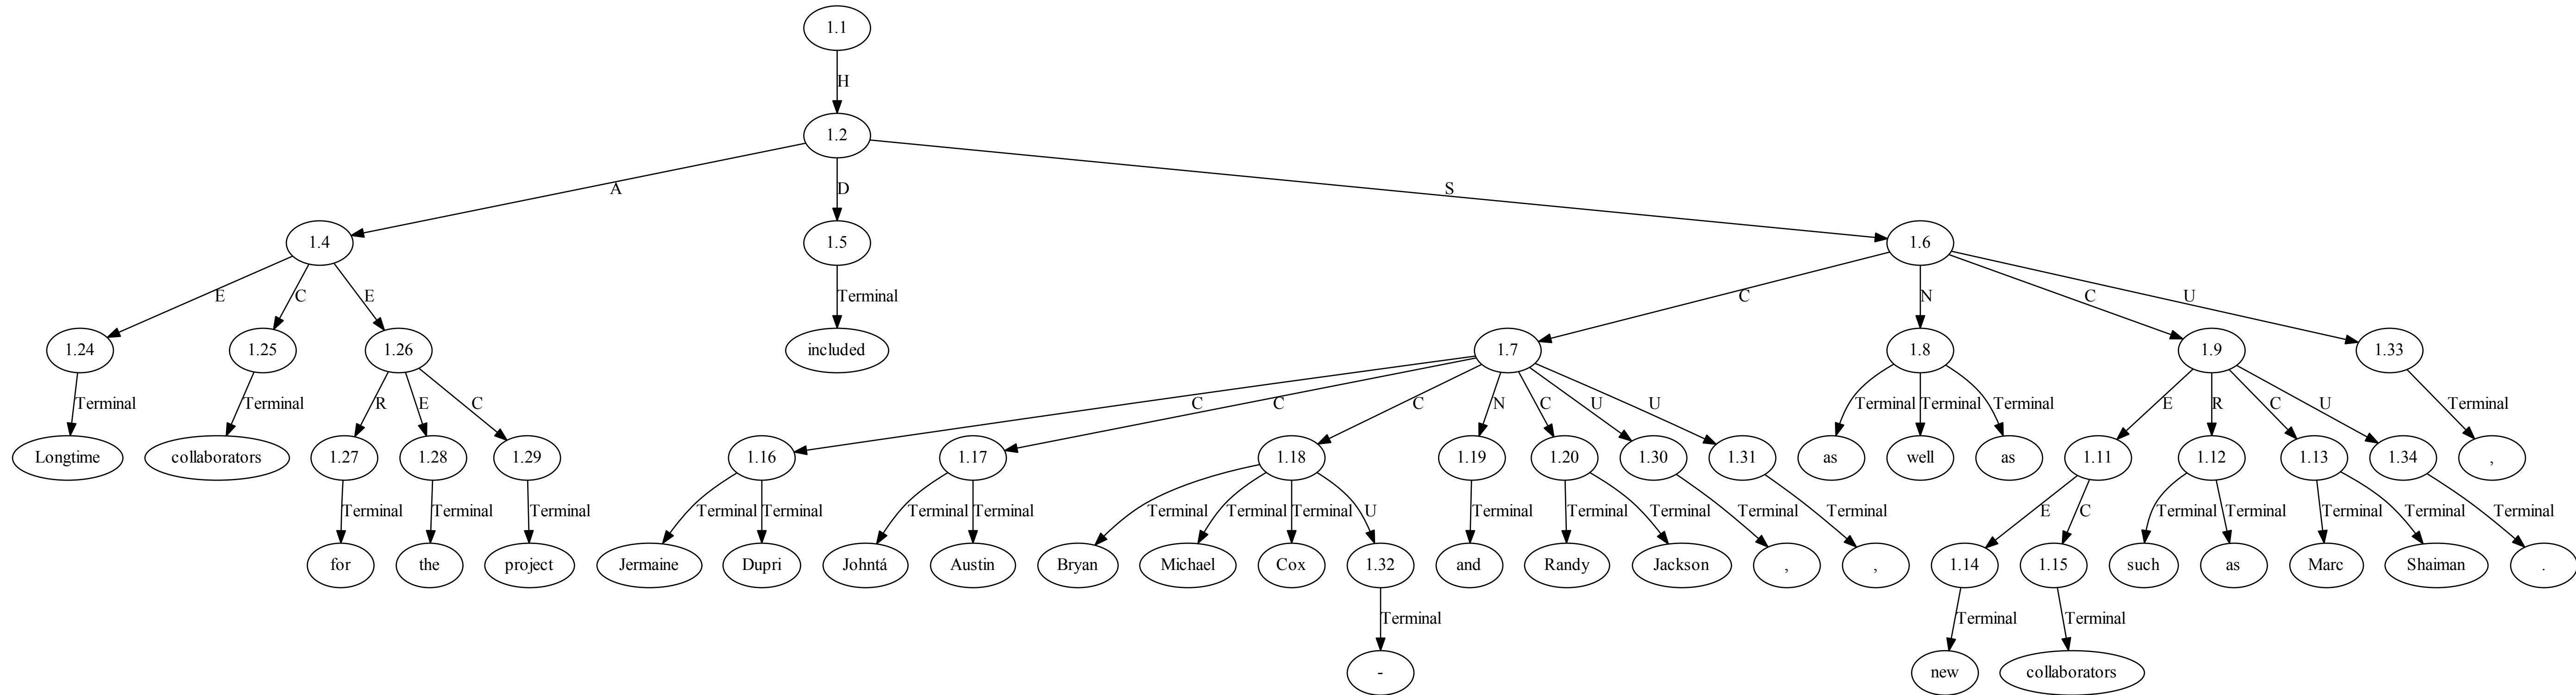 1.1
H
1.2
A D S
1.4 1.5 1.6
E C E Terminal C N C U
1.24 1.25 1.26 included 1.7 1.8 1.9 1.33
Terminal Terminal R E C C C C N C U U Terminal Terminal Terminal E R C U Terminal
Longtime collaborators 1.27 1.28 1.29 1.16 1.17 1.18 1.19 1.20 1.30 1.31 as well as 1.11 1.12 1.13 1.34 ,
Terminal Terminal Terminal Terminal Terminal Terminal Terminal Terminal Terminal Terminal U Terminal Terminal Terminal Terminal Terminal E C Terminal Terminal Terminal Terminal Terminal
for the project Jermaine Dupri Johntá Austin Bryan Michael Cox 1.32 and Randy Jackson , , 1.14 1.15 such as Marc Shaiman .
Terminal Terminal Terminal
- new collaborators